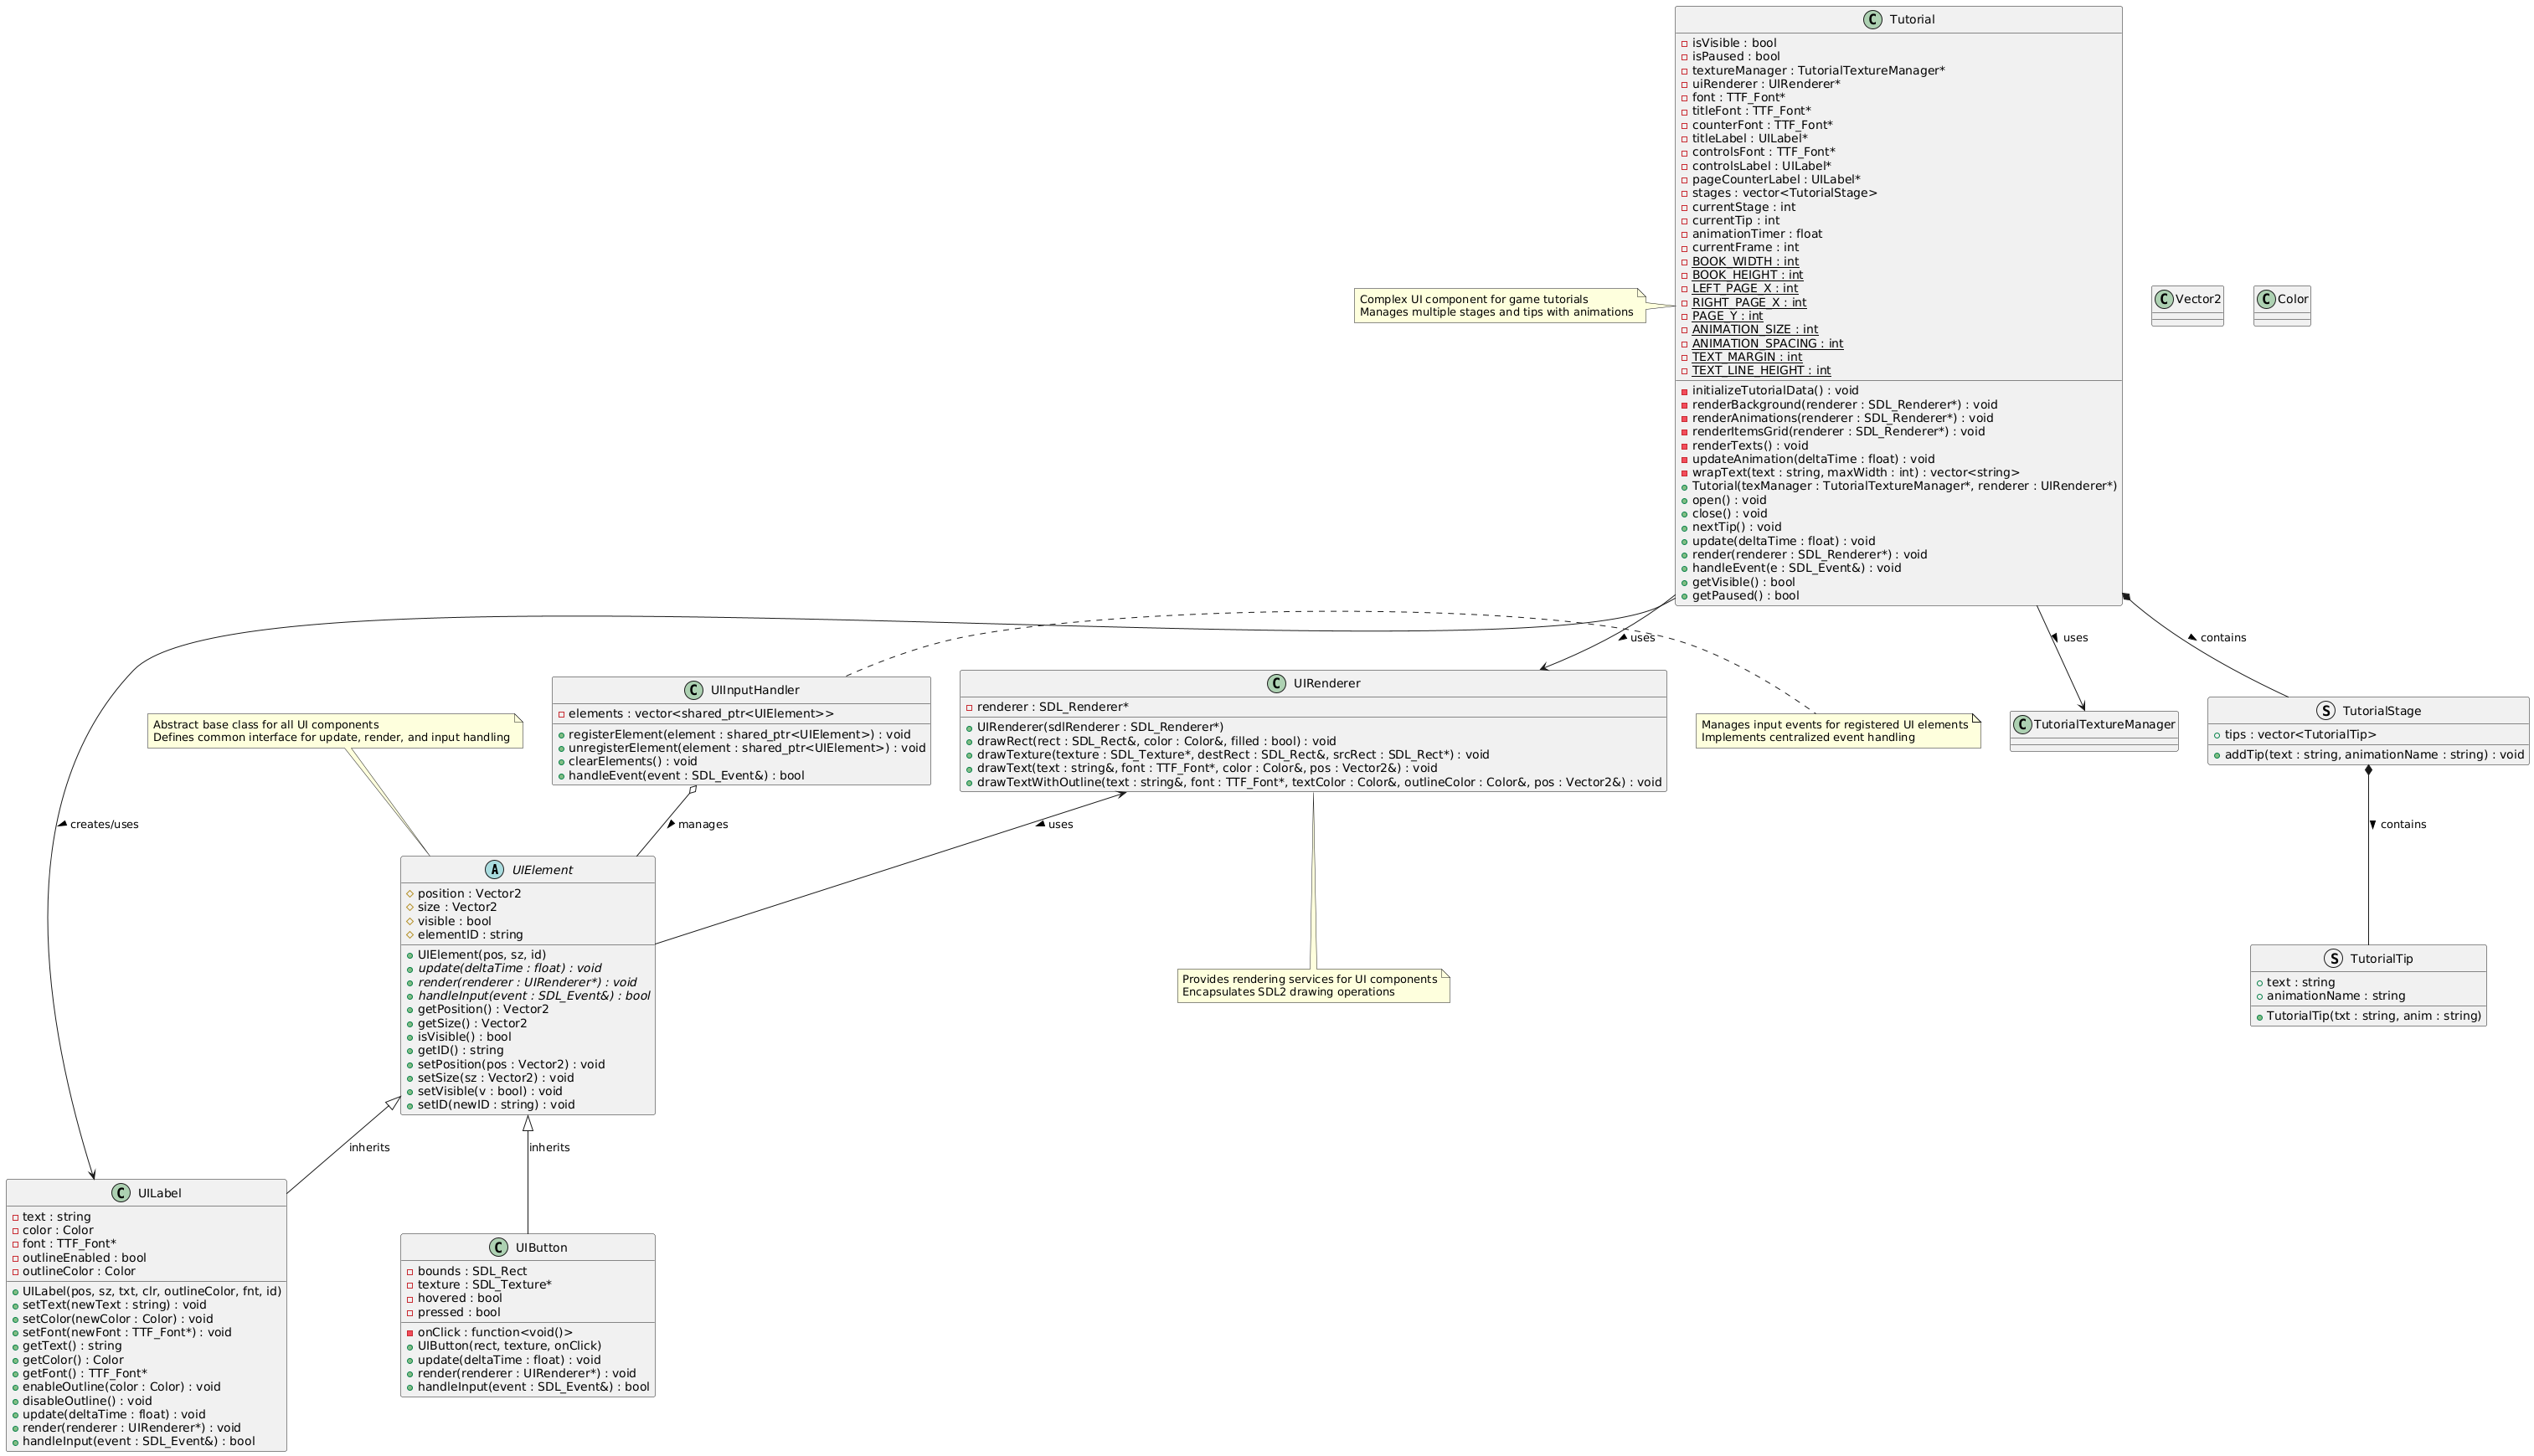 Tutorial
isVisible : bool
isPaused : bool
textureManager : TutorialTextureManager*
uiRenderer : UIRenderer*
font : TTF_Font*
titleFont : TTF_Font*
counterFont : TTF_Font*
titleLabel : UILabel*
controlsFont : TTF_Font*
controlsLabel : UILabel*
pageCounterLabel : UILabel*
stages : vector<TutorialStage>
currentStage : int
currentTip : int
animationTimer : float
currentFrame : int
BOOK_WIDTH : int
BOOK_HEIGHT : int
LEFT_PAGE_X : int
RIGHT_PAGE_X : int
PAGE_Y : int
ANIMATION_SIZE : int
ANIMATION_SPACING : int
TEXT_MARGIN : int
TEXT_LINE_HEIGHT : int
initializeTutorialData() : void
renderBackground(renderer : SDL_Renderer*) : void
renderAnimations(renderer : SDL_Renderer*) : void
renderItemsGrid(renderer : SDL_Renderer*) : void
renderTexts() : void
updateAnimation(deltaTime : float) : void
wrapText(text : string, maxWidth : int) : vector<string>
Tutorial(texManager : TutorialTextureManager*, renderer : UIRenderer*)
open() : void
close() : void
nextTip() : void
update(deltaTime : float) : void
render(renderer : SDL_Renderer*) : void
handleEvent(e : SDL_Event&) : void
getVisible() : bool
getPaused() : bool
Complex UI component for game tutorials
Manages multiple stages and tips with animations
Vector2
Color
uses
uses
contains
UIInputHandler
elements : vector<shared_ptr<UIElement>>
registerElement(element : shared_ptr<UIElement>) : void
unregisterElement(element : shared_ptr<UIElement>) : void
clearElements() : void
handleEvent(event : SDL_Event&) : bool
UIRenderer
renderer : SDL_Renderer*
UIRenderer(sdlRenderer : SDL_Renderer*)
drawRect(rect : SDL_Rect&, color : Color&, filled : bool) : void
drawTexture(texture : SDL_Texture*, destRect : SDL_Rect&, srcRect : SDL_Rect*) : void
drawText(text : string&, font : TTF_Font*, color : Color&, pos : Vector2&) : void
drawTextWithOutline(text : string&, font : TTF_Font*, textColor : Color&, outlineColor : Color&, pos : Vector2&) : void
Manages input events for registered UI elements
Implements centralized event handling
TutorialTextureManager
TutorialStage
tips : vector<TutorialTip>
addTip(text : string, animationName : string) : void
Abstract base class for all UI components
Defines common interface for update, render, and input handling
creates/uses
manages
uses
contains
UIElement
position : Vector2
size : Vector2
visible : bool
elementID : string
UIElement(pos, sz, id)
update(deltaTime : float) : void
render(renderer : UIRenderer*) : void
handleInput(event : SDL_Event&) : bool
getPosition() : Vector2
getSize() : Vector2
isVisible() : bool
getID() : string
setPosition(pos : Vector2) : void
setSize(sz : Vector2) : void
setVisible(v : bool) : void
setID(newID : string) : void
Provides rendering services for UI components
Encapsulates SDL2 drawing operations
TutorialTip
text : string
animationName : string
TutorialTip(txt : string, anim : string)
inherits
inherits
UILabel
text : string
color : Color
font : TTF_Font*
outlineEnabled : bool
outlineColor : Color
UILabel(pos, sz, txt, clr, outlineColor, fnt, id)
setText(newText : string) : void
setColor(newColor : Color) : void
setFont(newFont : TTF_Font*) : void
getText() : string
getColor() : Color
getFont() : TTF_Font*
enableOutline(color : Color) : void
disableOutline() : void
update(deltaTime : float) : void
render(renderer : UIRenderer*) : void
handleInput(event : SDL_Event&) : bool
UIButton
bounds : SDL_Rect
texture : SDL_Texture*
hovered : bool
pressed : bool
onClick : function<void()>
UIButton(rect, texture, onClick)
update(deltaTime : float) : void
render(renderer : UIRenderer*) : void
handleInput(event : SDL_Event&) : bool